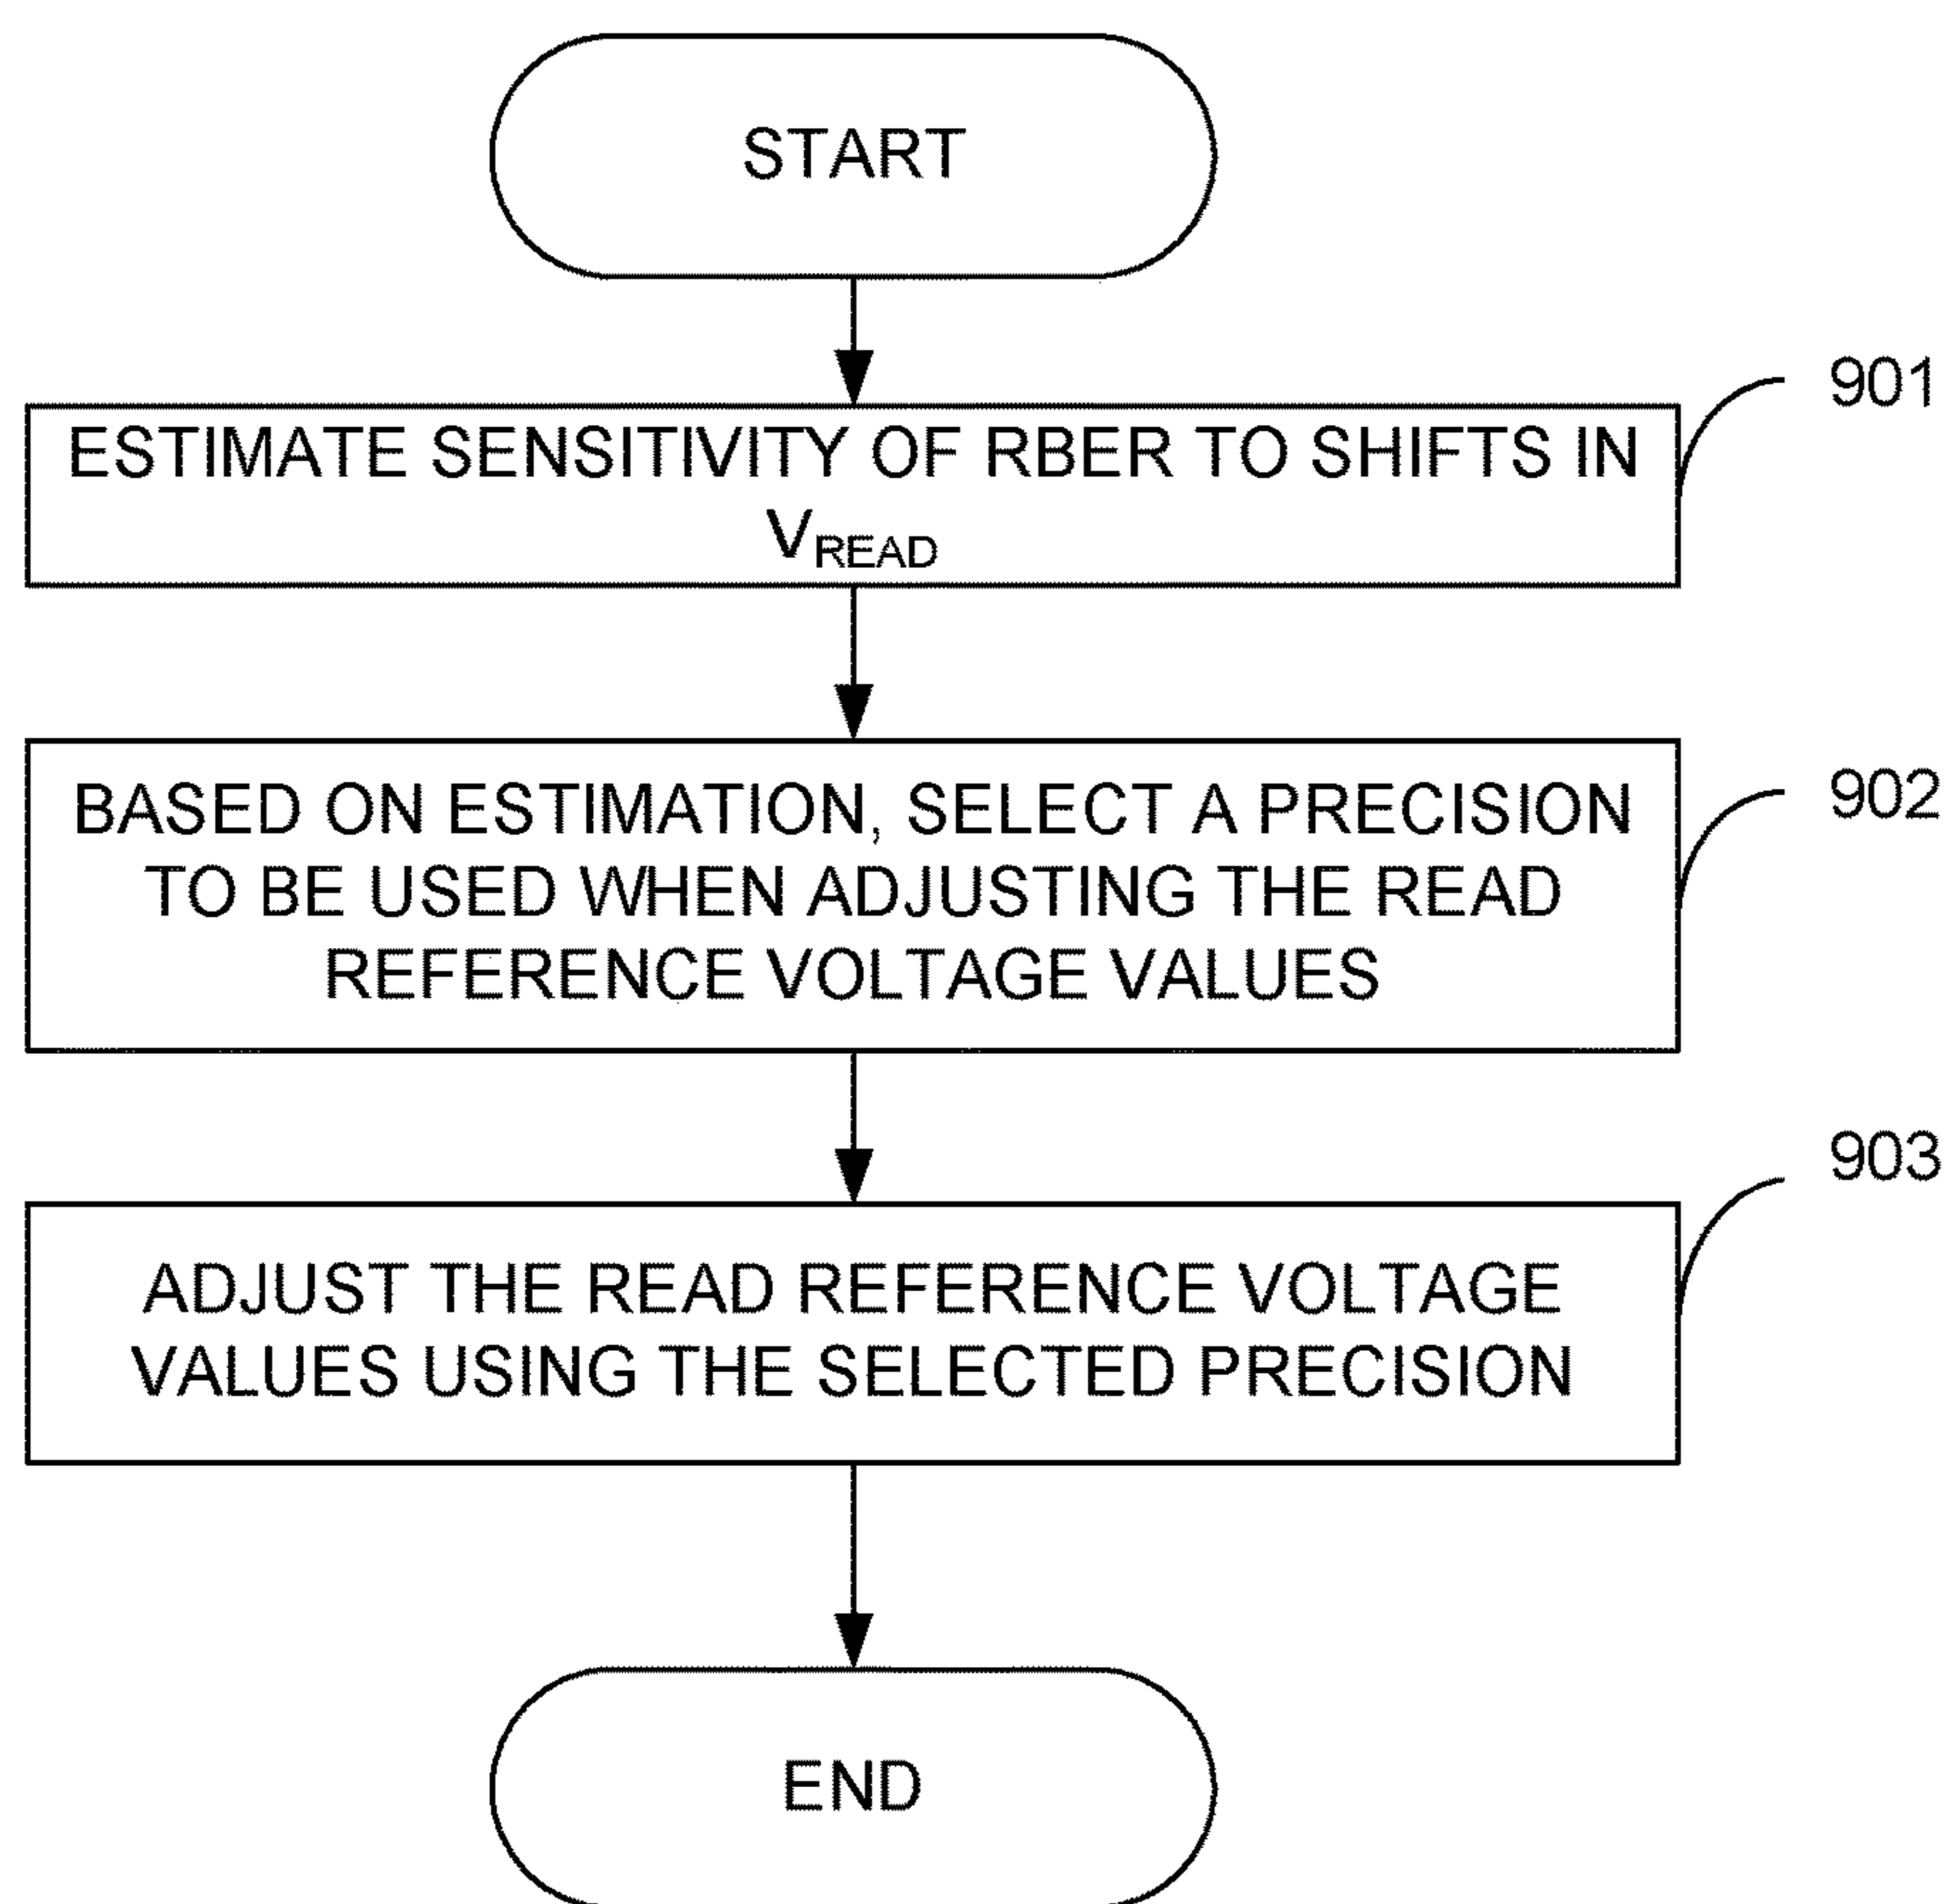 START
901
ESTIMATE SENSITIVITY OF RBER TO SHIFTS IN
VREAD
902
BASED ON ESTIMATION, SELECT A PRECISION
TO BE USED WHEN ADJUSTING THE READ
REFERENCE VOLTAGE VALUES
903
ADJUST THE READ REFERENCE VOLTAGE
VALUES USING THE SELECTED PRECISION
END